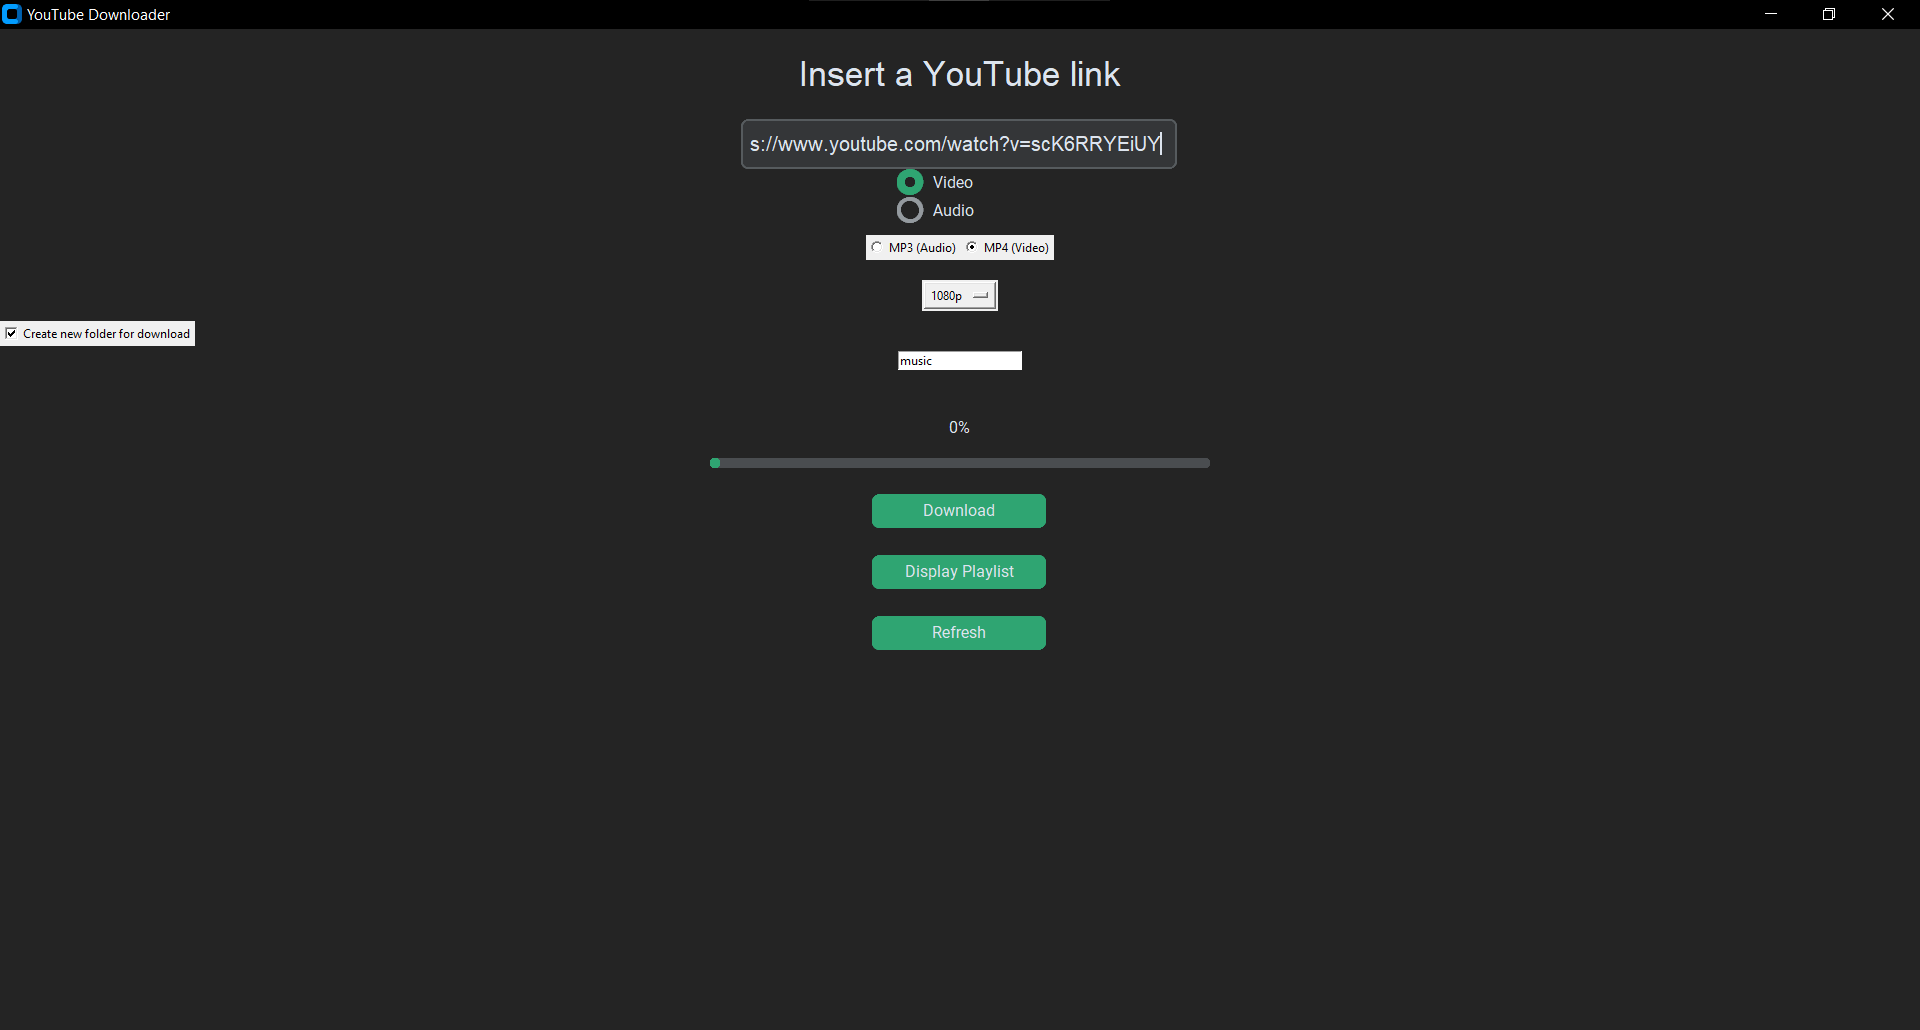 YouTube Downloader
Insert a YouTube link
s://www.youtube.com/watch?v=scK6RRYEiUY
Video
Audio
MP3 (Audio) MP4 (Video)
1080p
Create new folder for download
music
0%
Download
Display Playlist
Refresh